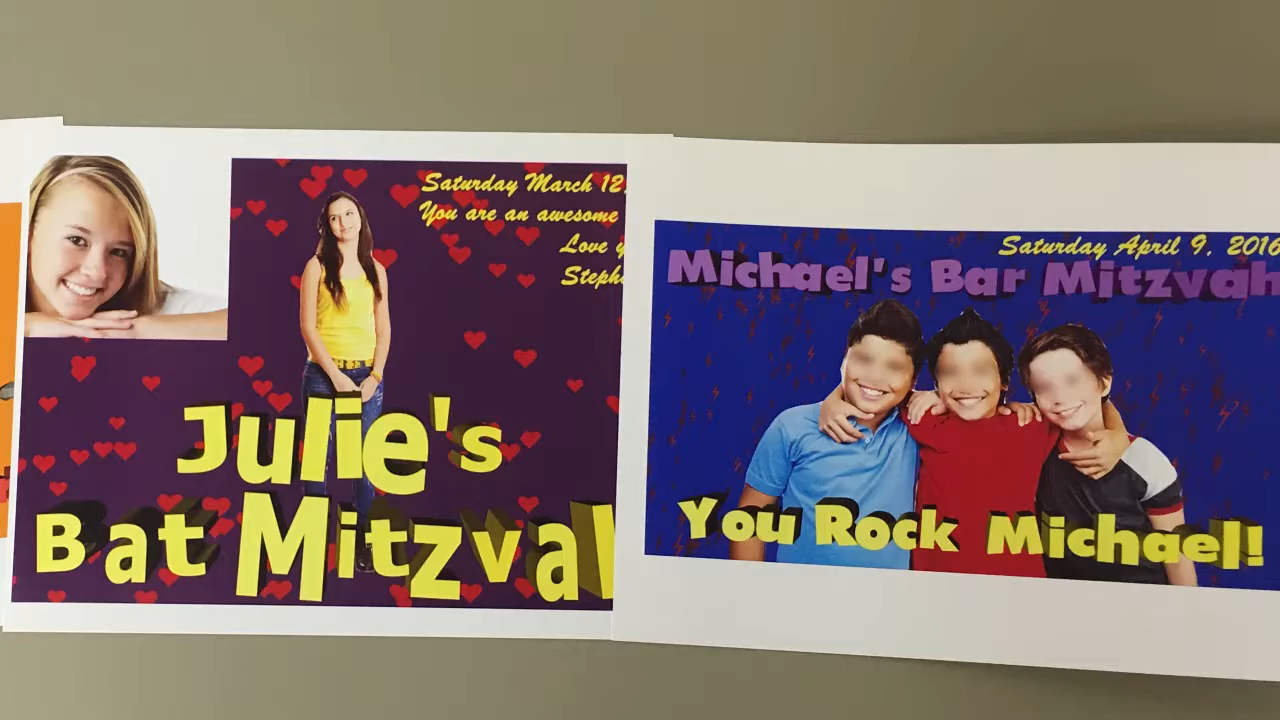 Saturday March 12,
You are an awesome
Love
Julie's
Bat Mitzva
Saturday April 9, 2016
Michael's Bar Mitzvah
You Rock Michael!